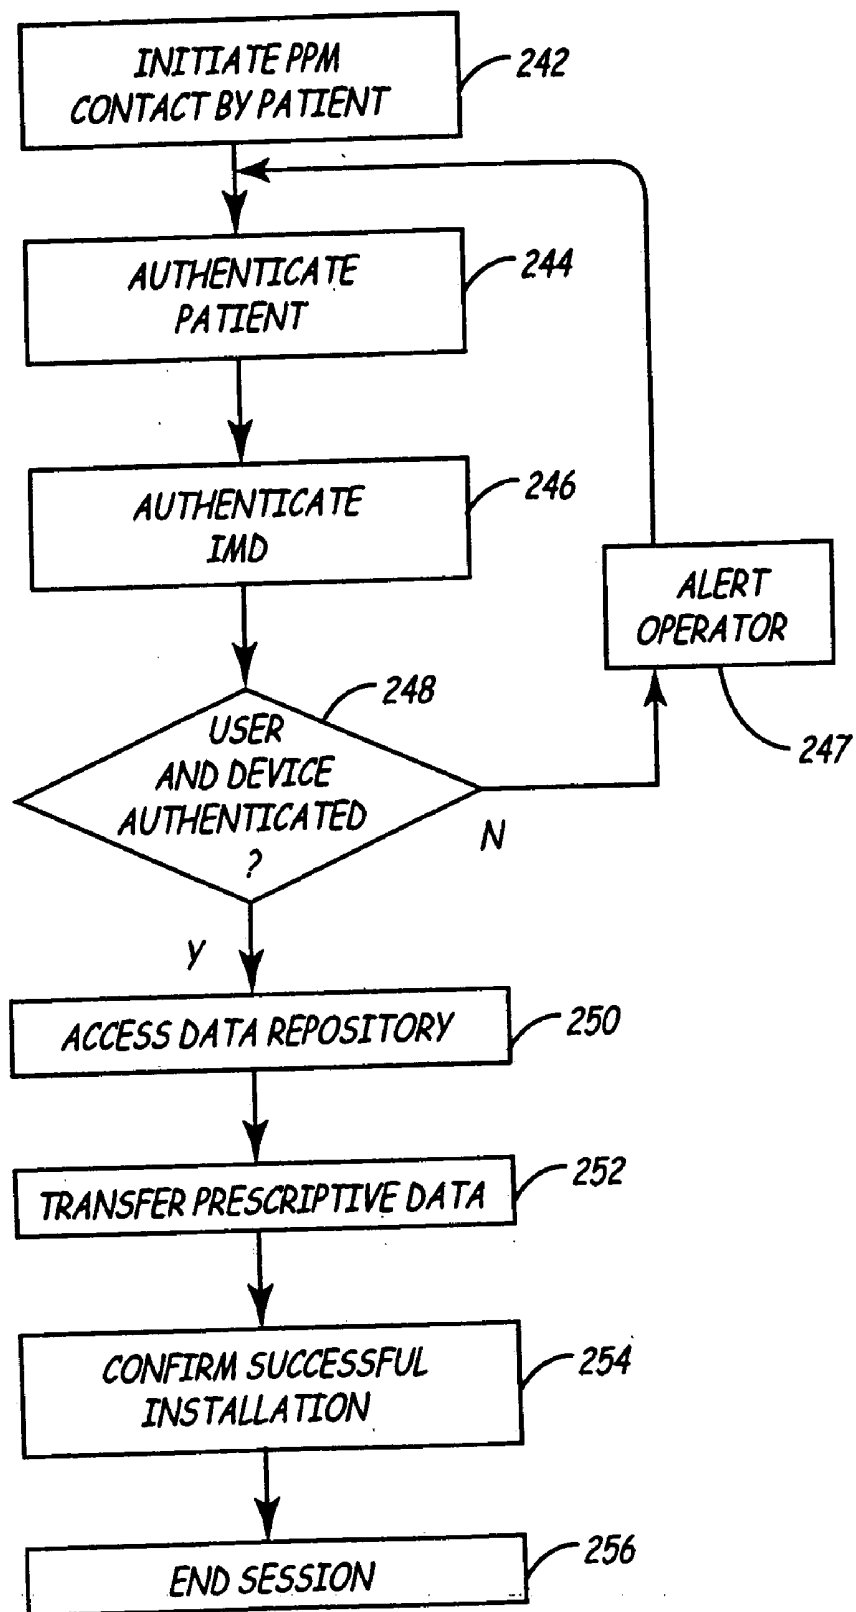 INITIATE PPM
CONTACT BY PATIENT
242
AUTHENTICATE
PATIENT
244
AUTHENTICATE
IMD
246
ALERT
OPERATOR
247
USER
AND DEVICE
AUTHENTICATED
?
248
N
Y
ACCESS DATA REPOSITORY
250
TRANSFER PRESCRIPTIVE DATA
252
CONFIRM SUCCESSFUL
INSTALLATION
254
END SESSION
256